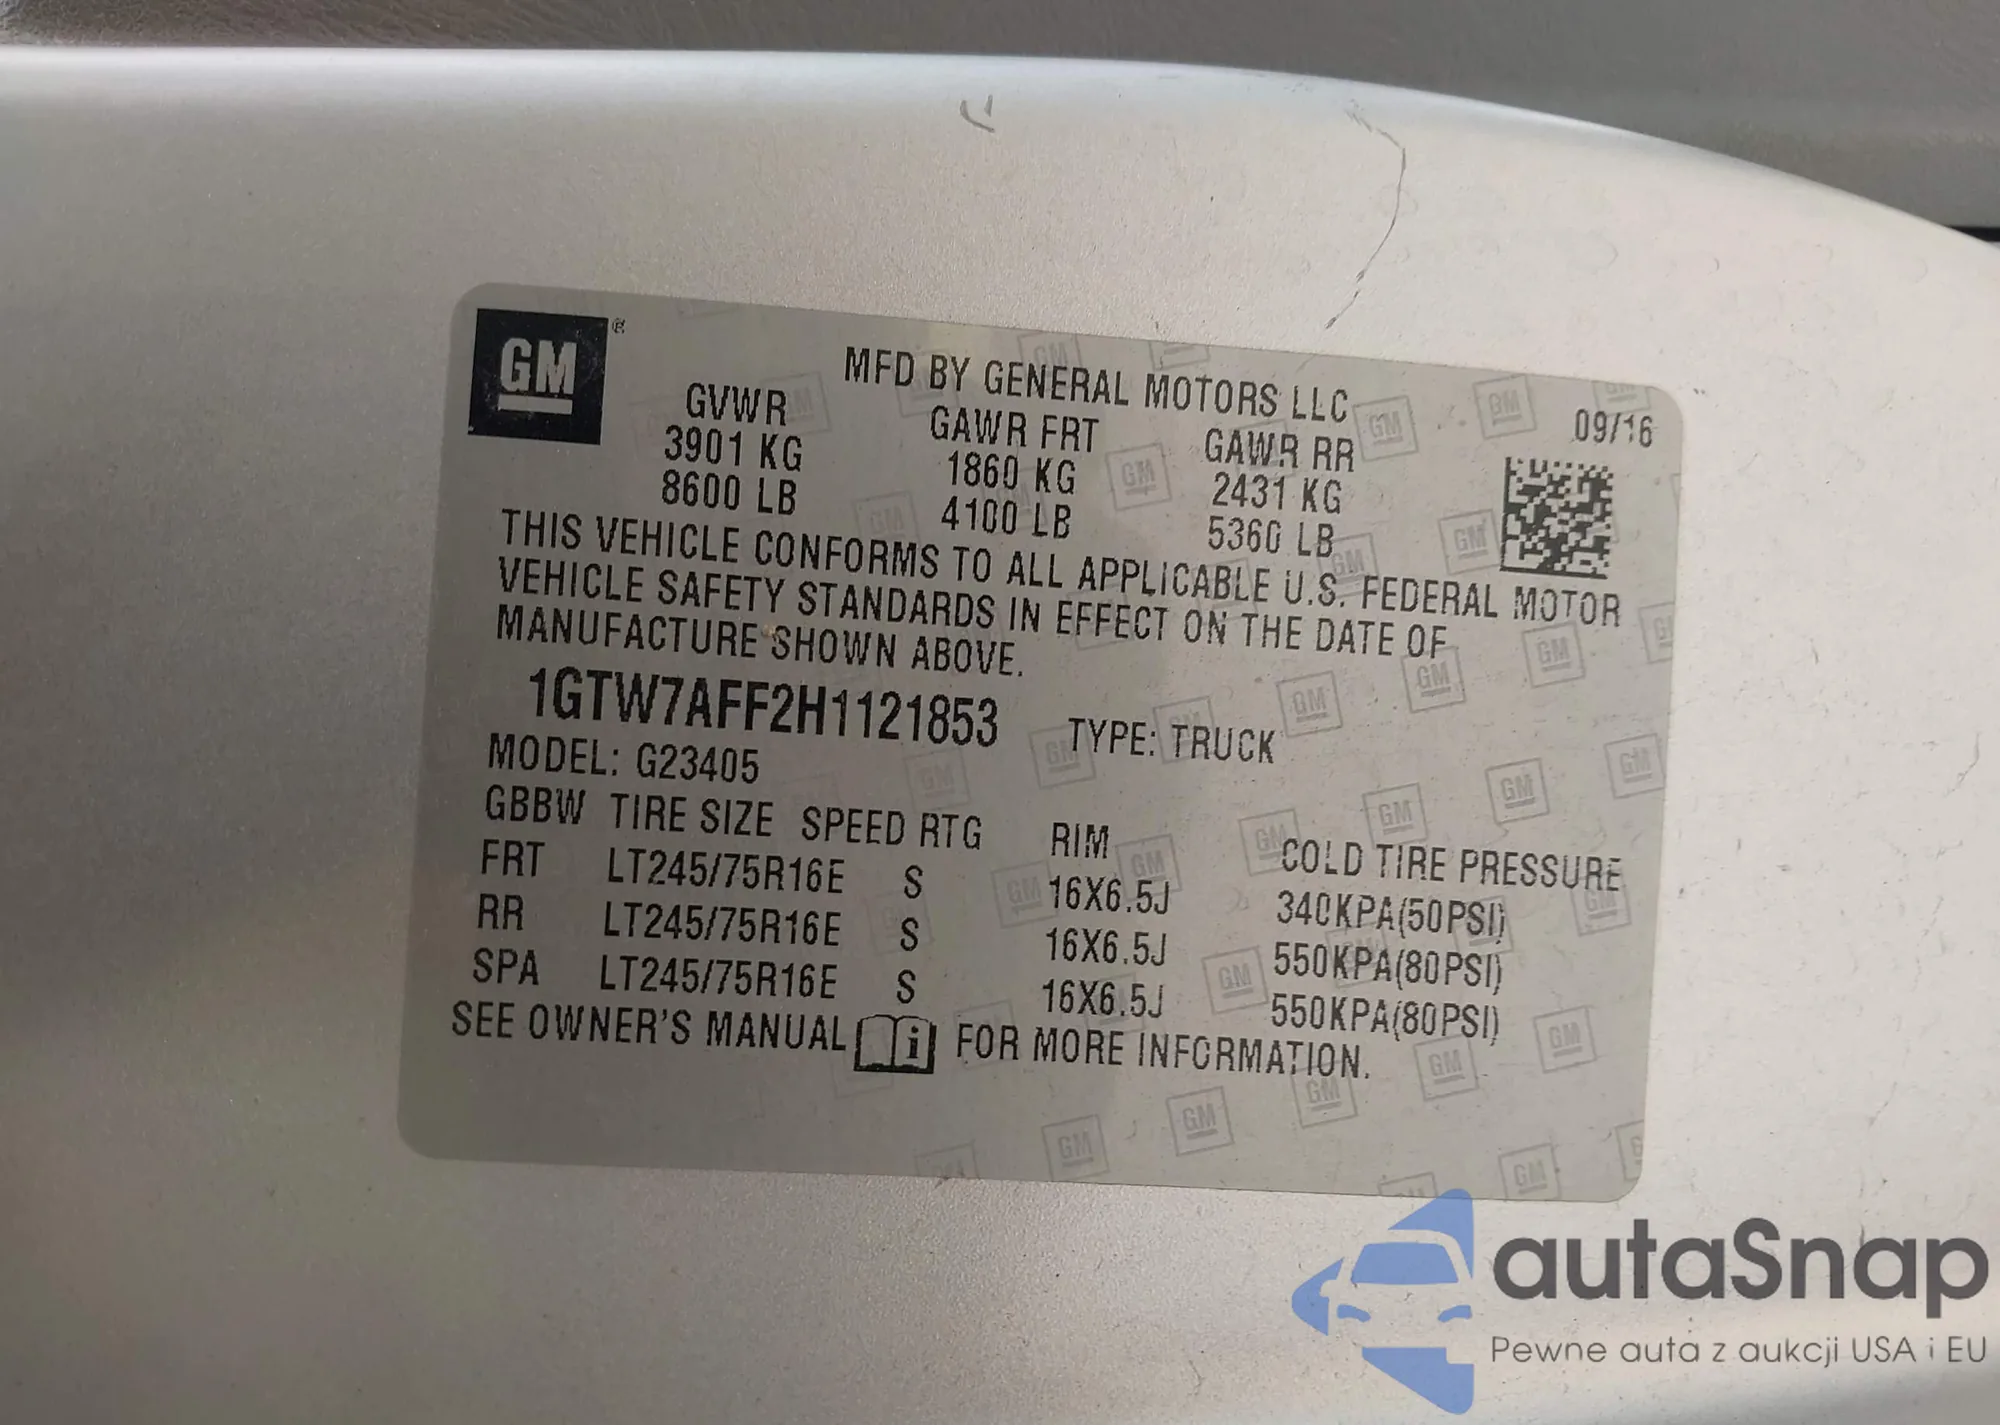 GM®
MFD BY GENERAL MOTORS LLC
09/16
GVWR GAWR FRT GAWR RR
3901 KG 1860 KG 2431 KG
8600 LB 4100 LB 5360 LB
THIS VEHICLE CONFORMS TO ALL APPLICABLE U.S. FEDERAL MOTOR
VEHICLE SAFETY STANDARDS IN EFFECT ON THE DATE OF
MANUFACTURE SHOWN ABOVE.
1GTW7AFF2H1121853 TYPE: TRUCK
MODEL: G23405
GBBW TIRE SIZE SPEED RTG RIM COLD TIRE PRESSURE
FRT LT245/75R16E S 16X6.5J 340KPA(50PSI)
RR LT245/75R16E S 16X6.5J 550KPA(80PSI)
SPA LT245/75R16E S 16X6.5J 550KPA(80PSI)
SEE OWNER'S MANUAL i FOR MORE INFORMATION.
autaSnap
Pewne auta z aukcji USA i EU